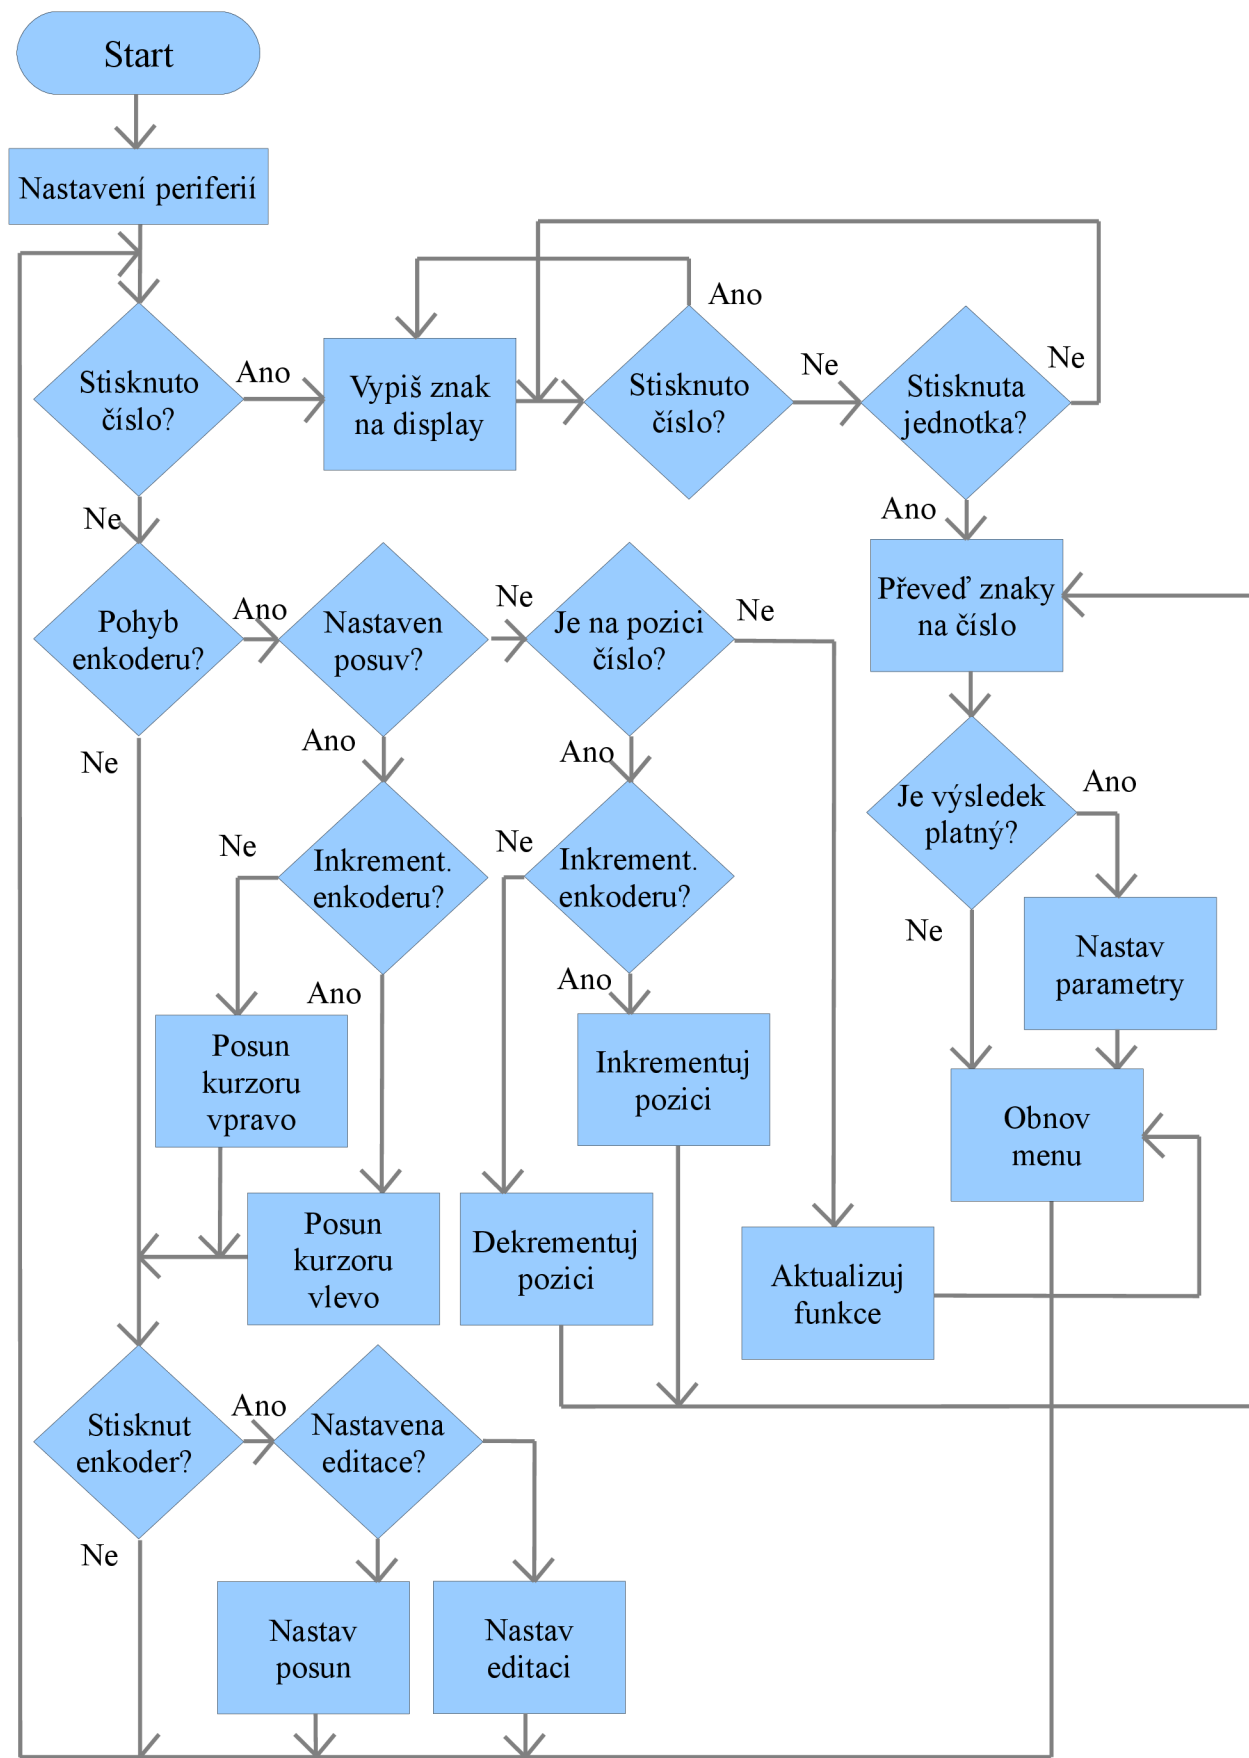 Start
Nastavení periferií
Stisknuto
číslo?
Ano
Vypiš znak
na display
Ano
Stisknuto
číslo?
Ne
Stisknuta
jednotka?
Ne
Ne
Ano
Pohyb
enkoderu?
Ano
Nastaven
posuv?
Ne
Je na pozici
číslo?
Ne
Převeď znaky
na číslo
Ne
Ano
Ano
Je výsledek
platný?
Ano
Ne
Inkrement.
enkoderu?
Ne
Inkrement.
enkoderu?
Ne
Nastav
parametry
Ano
Ano
Posun
kurzoru
vpravo
Inkrementuj
pozici
Obnov
menu
Posun
kurzoru
vlevo
Dekrementuj
pozici
Aktualizuj
funkce
Stisknut
enkoder?
Ano
Nastavena
editace?
Ne
Nastav
posun
Nastav
editaci